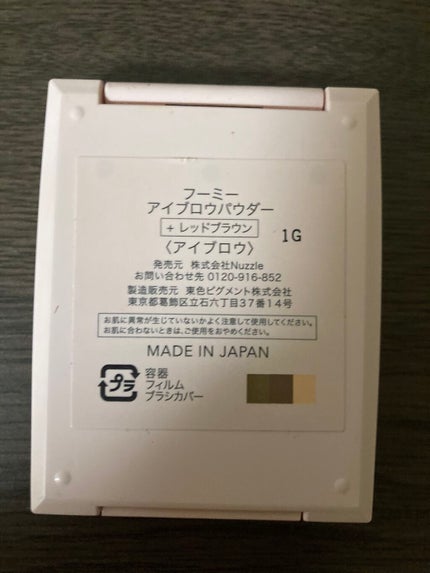 フーミー
アイブロウパウダー
+ レッドブラウン
1G
〈アイブロウ〉
発売元 株式会社Nuzzle
お問い合わせ先 0120-916-852
製造販売元 東色ピグメント株式会社
東京都葛飾区立石六丁目37番14号
お肌に異常が生じていないかよく注意して使用してください。
お肌に合わないときは、ご使用をおやめください。
MADE IN JAPAN
プラ
容器
フィルム
ブラシカバー